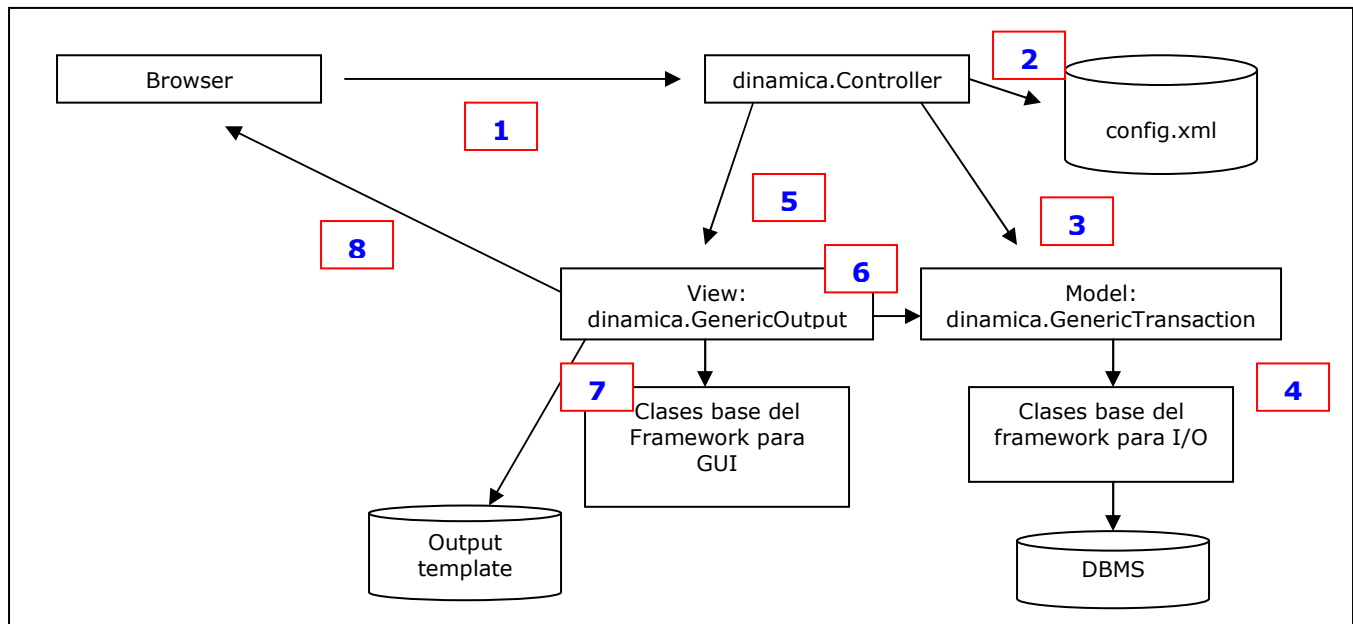 Browser
dinamica.Controller
2
config.xml
1
5
3
8
6
View:
dinamica.GenericOutput
Model:
dinamica.GenericTransaction
7
4
Clases base del
Framework para
GUI
Clases base del
framework para I/O
Output
template
DBMS